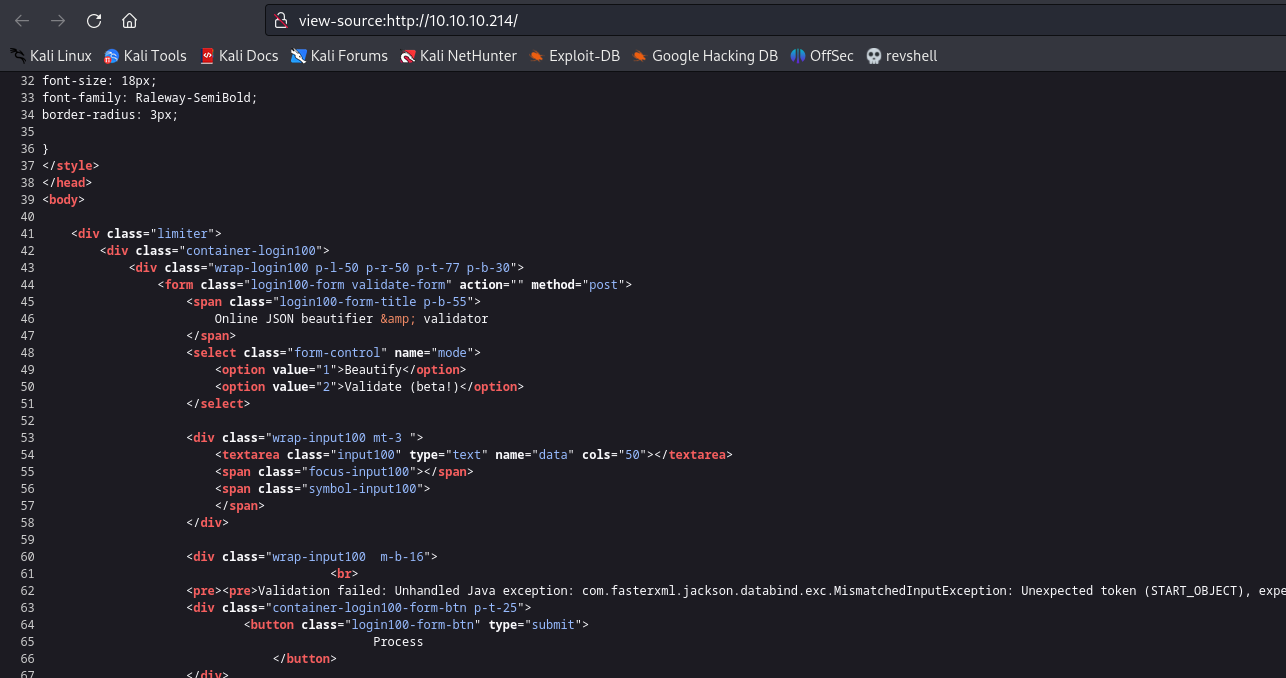 view-source:http://10.10.10.214/
Kali Linux Kali Tools Kali Docs Kali Forums Kali NetHunter Exploit-DB Google Hacking DB OffSec revshell
32 font-size: 18px;
33 font-family: Raleway-SemiBold;
34 border-radius: 3px;
35
36 }
37 </style>
38 </head>
39 <body>
40
41 <div class="limiter">
42 <div class="container-login100">
43 <div class="wrap-login100 p-l-50 p-r-50 p-t-77 p-b-30">
44 <form class="login100-form validate-form" action="" method="post">
45 <span class="login100-form-title p-b-55">
46 Online JSON beautifier &amp; validator
47 </span>
48 <select class="form-control" name="mode">
49 <option value="1">Beautify</option>
50 <option value="2">Validate (beta!)</option>
51 </select>
52
53 <div class="wrap-input100 mt-3 ">
54 <textarea class="input100" type="text" name="data" cols="50"></textarea>
55 <span class="focus-input100"></span>
56 <span class="symbol-input100">
57 </span>
58 </div>
59
60 <div class="wrap-input100  m-b-16">
61 <br>
62 <pre><pre>Validation failed: Unhandled Java exception: com.fasterxml.jackson.databind.exc.MismatchedInputException: Unexpected token (START_OBJECT), expe
63 <div class="container-login100-form-btn p-t-25">
64 <button class="login100-form-btn" type="submit">
65 Process
66 </button>
67 </div>